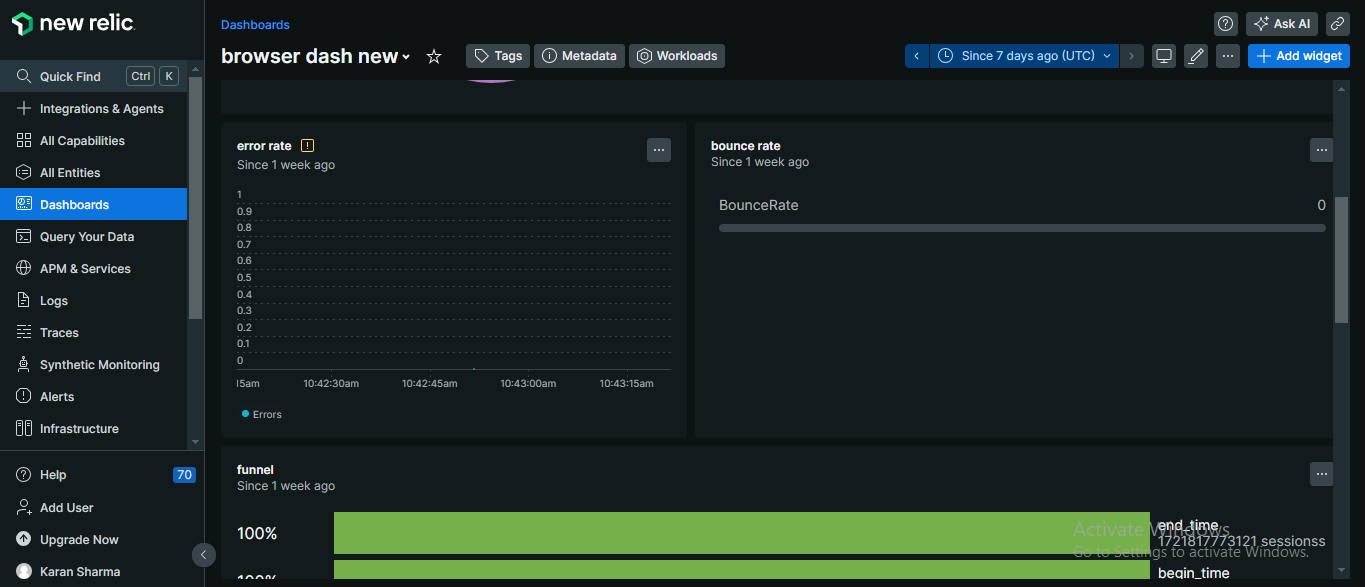 new relic
Quick Find Ctrl K
Integrations & Agents
All Capabilities
All Entities
Dashboards
Query Your Data
APM & Services
Logs
Traces
Synthetic Monitoring
Alerts
Infrastructure
Help 70
Add User
Upgrade Now
Karan Sharma
Dashboards
Ask AI
browser dash new
Tags
Metadata
Workloads
Since 7 days ago (UTC)
Add widget
error rate
Since 1 week ago
1
0.9
0.8
0.7
0.6
0.5
0.4
0.3
0.2
0.1
0
15am 10:42:30am 10:42:45am 10:43:00am 10:43:15am
Errors
bounce rate
Since 1 week ago
BounceRate 0
funnel
Since 1 week ago
100% end_time
1721817773121 sessionss
100% begin_time
Activate Windows
Go to Settings to activate Windows.